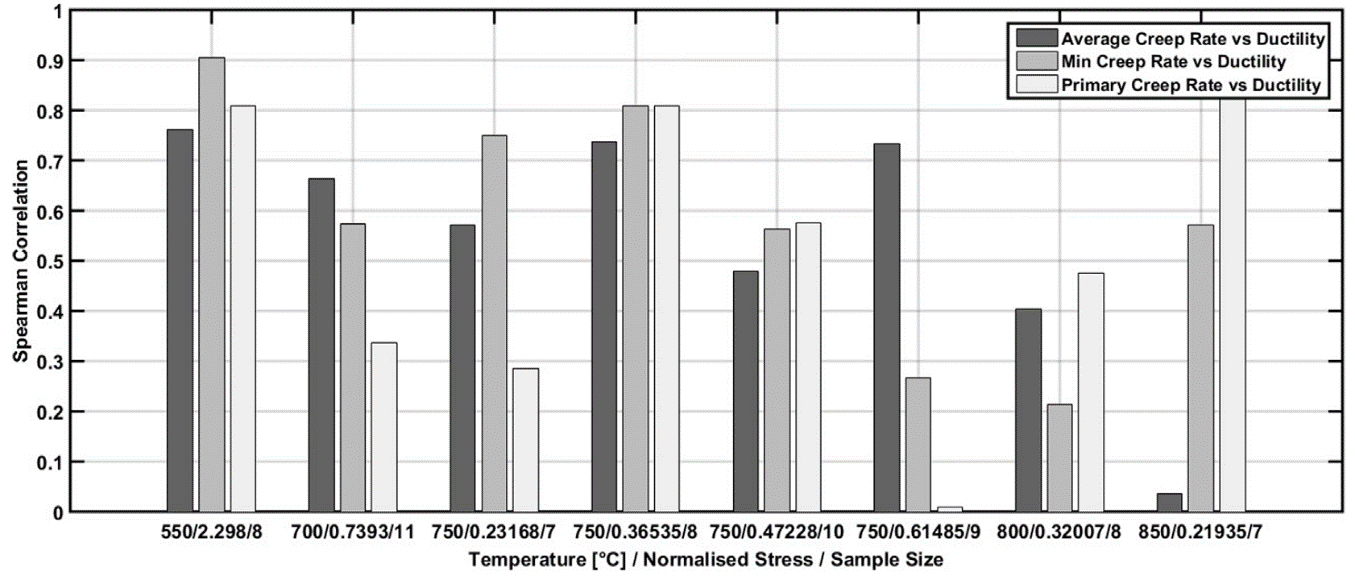 1
0.9
0.8
0.7
0.6
0.5
0.4
0.3
0.2
0.1
0
Spearman Correlation
Average Creep Rate vs Ductility
Min Creep Rate vs Ductility
Primary Creep Rate vs Ductility
550/2.298/8 700/0.7393/11 750/0.23168/7 750/0.36535/8 750/0.47228/10 750/0.61485/9 800/0.32007/8 850/0.21935/7
Temperature [°C] / Normalised Stress / Sample Size